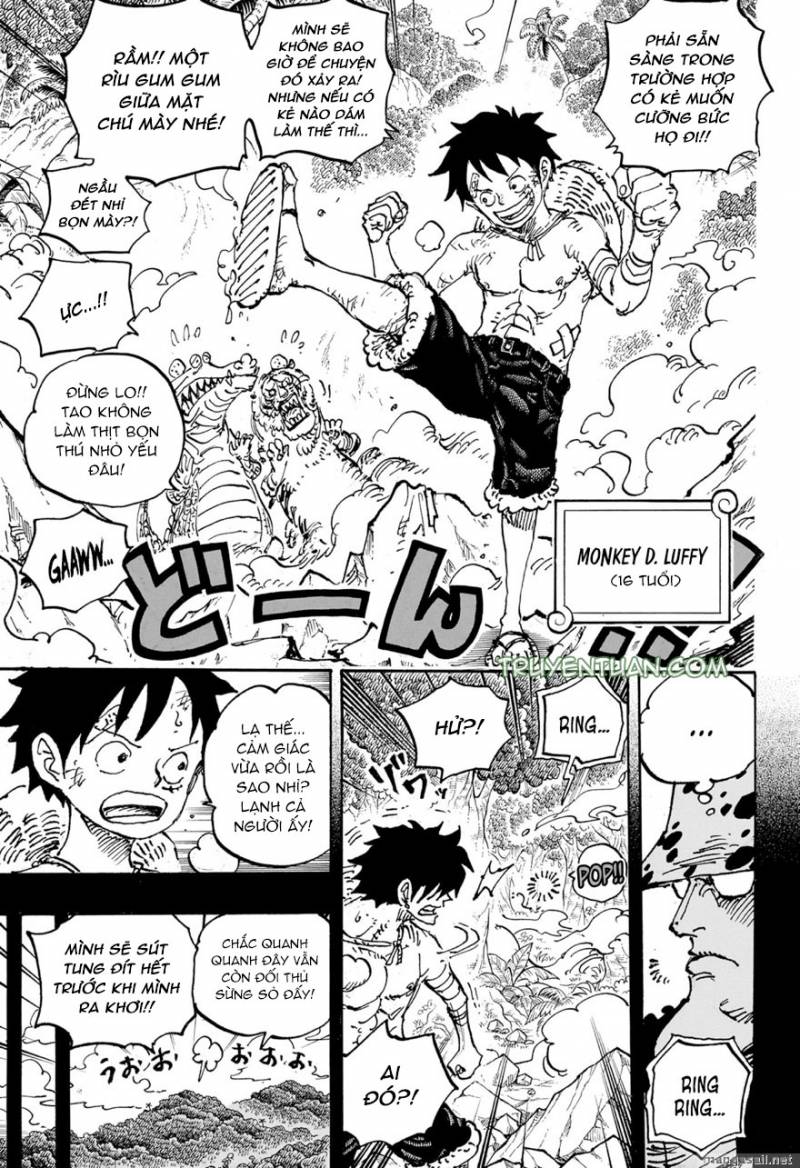 PHẢI SẴN
SÀNG TRONG
TRƯỜNG HỢP
CÓ KẺ MUỐN
CƯỠNG BỨC
HỌ ĐI!!
MÌNH SẼ
KHÔNG BAO
GIỜ ĐỂ CHUYỆN
ĐÓ XẢY RA!
NHƯNG NẾU CÓ
KẺ NÀO DÁM
LÀM THẾ THÌ...
RẦM!! MỘT
RÌU GUM GUM
GIỮA MẶT
CHÚ MÀY NHÉ!
NGẦU
ĐÉT NHỈ
BỌN MÀY?!
ỰC...!!
ĐỪNG LO!!
TAO KHÔNG
LÀM THỊT BỌN
THÚ NHỎ YẾU
ĐÂU!
GAAWW...
どーん
MONKEY D. LUFFY
(16 TUỔI)
TRUYENTUAN.COM
...
RING...
HỬ?!
ゾワッ
POP!!
RING
RING...
AI
ĐÓ?!
LẠ THẾ...
CẢM GIÁC
VỪA RỒI LÀ
SAO NHỈ?
LẠNH CẢ
NGƯỜI ẤY!
CHẮC QUANH
QUANH ĐÂY VẪN
CÒN ĐỐI THỦ
SỪNG SỎ ĐẤY!
MÌNH SẼ SÚT
TUNG ĐÍT HẾT
TRƯỚC KHI MÌNH
RA KHƠI!!
うおお おおお